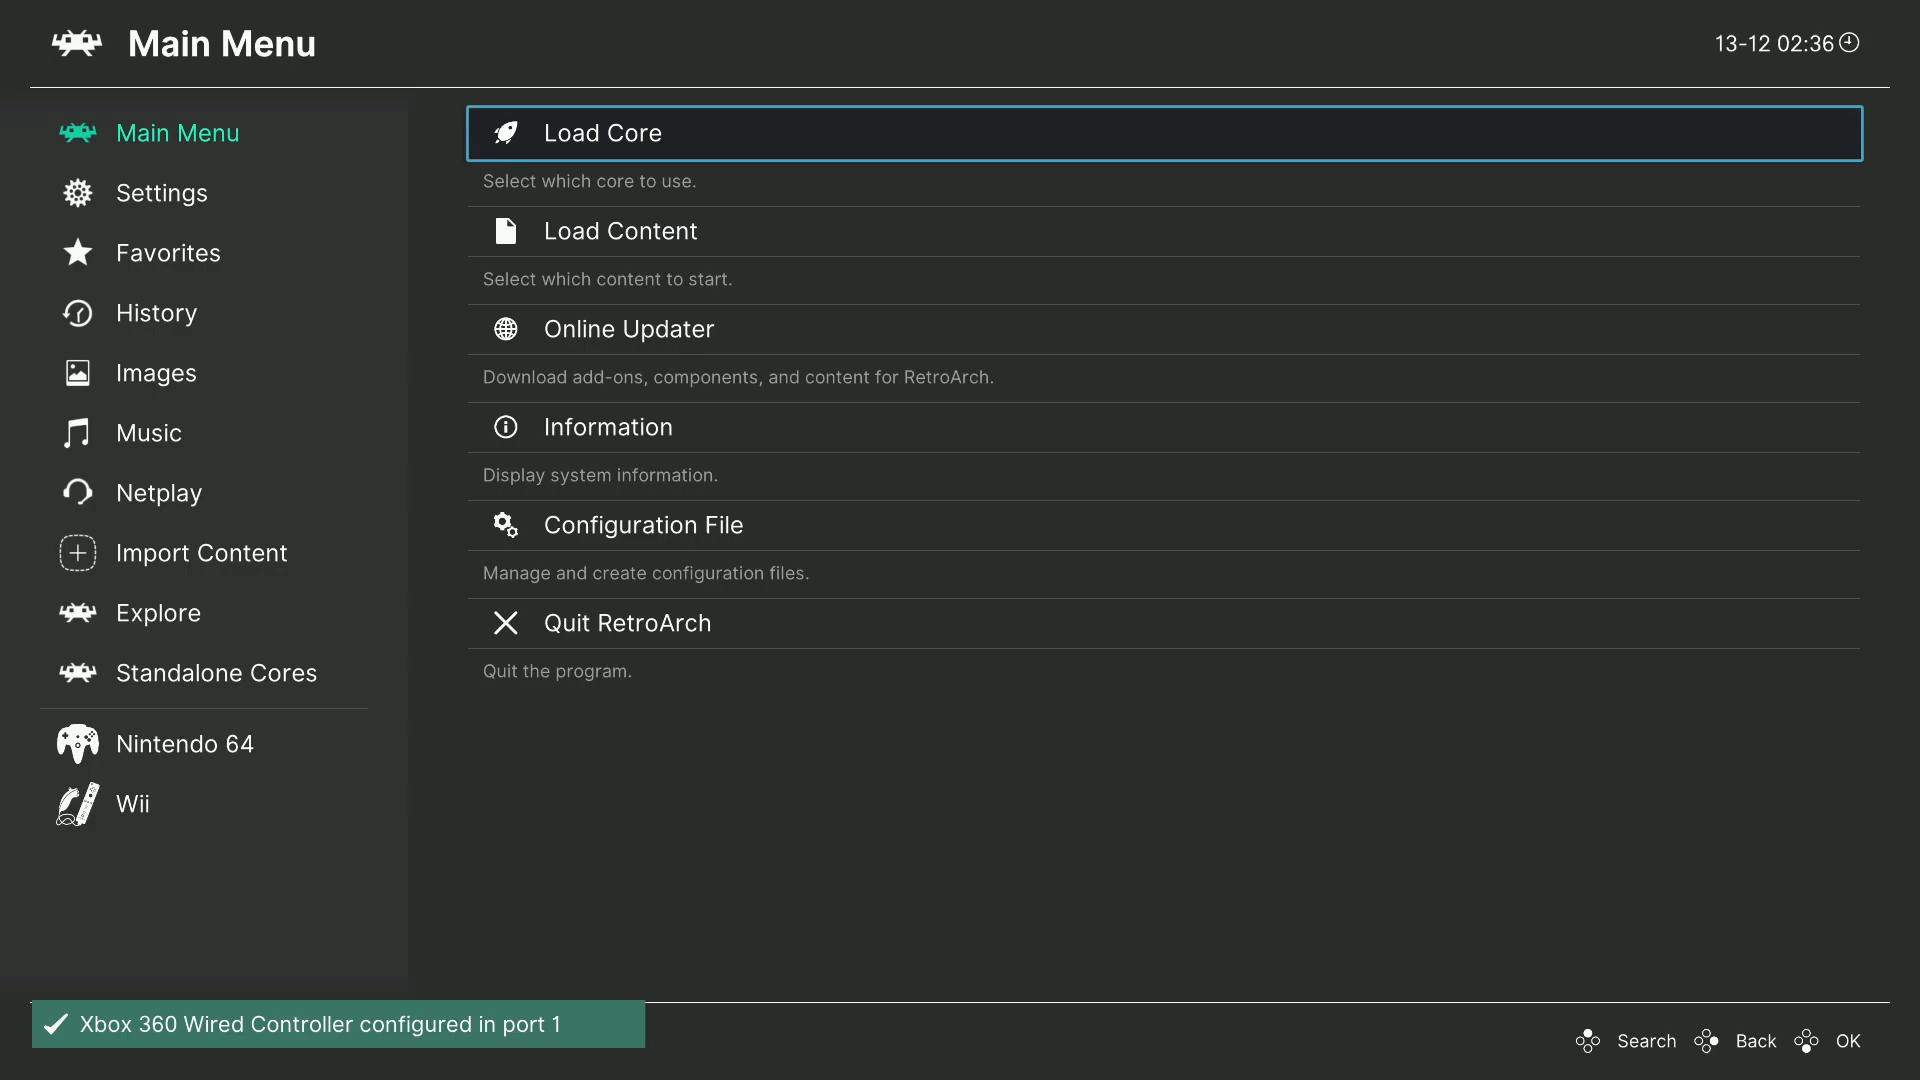 Main Menu
13-12 02:36
Main Menu
Settings
Favorites
History
Images
Music
Netplay
Import Content
Explore
Standalone Cores
Nintendo 64
Wii
Load Core
Select which core to use.
Load Content
Select which content to start.
Online Updater
Download add-ons, components, and content for RetroArch.
Information
Display system information.
Configuration File
Manage and create configuration files.
Quit RetroArch
Quit the program.
Xbox 360 Wired Controller configured in port 1
Search Back OK